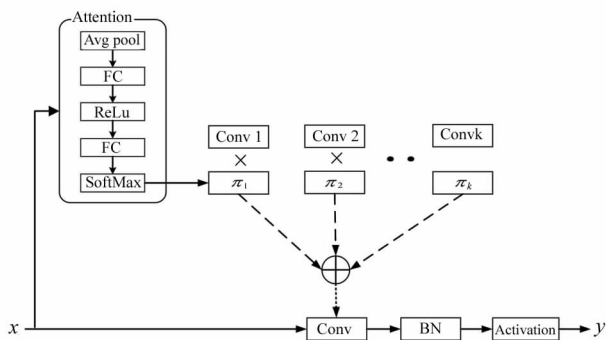 Attention
Avg pool
FC
ReLu
FC
SoftMax
Conv 1 Conv 2 Convk
× × • •
π₁ π₂ πₖ
x Conv BN Activation y